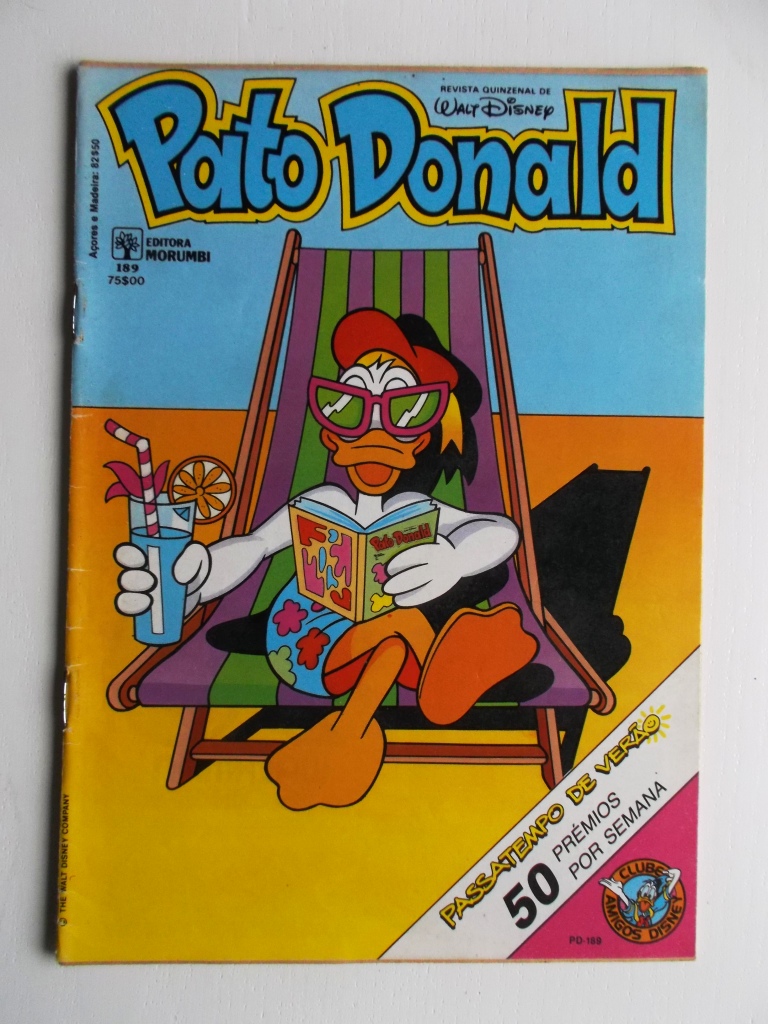 REVISTA QUINZENAL DE
WALT DISNEY
Pato Donald
Açores e Madeira: 82$50
EDITORA
MORUMBI
189
75$00
Pato Donald
PASSATEMPO DE VERÃO
50 PRÉMIOS
POR SEMANA
CLUBE
AMIGOS DISNEY
PD-189
© THE WALT DISNEY COMPANY